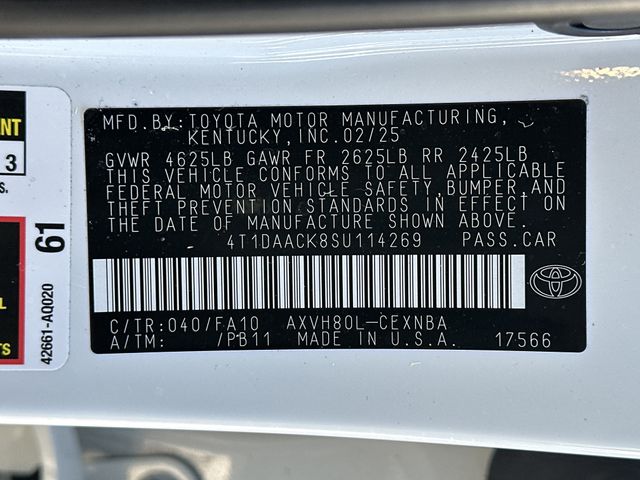 MFD.BY:TOYOTA MOTOR MANUFACTURING,
KENTUCKY,INC.02/25
GVWR 4625LB GAWR FR 2625LB RR 2425LB
THIS VEHICLE CONFORMS TO ALL APPLICABLE
FEDERAL MOTOR VEHICLE SAFETY,BUMPER,AND
THEFT PREVENTION STANDARDS IN EFFECT ON
THE DATE OF MANUFACTURE SHOWN ABOVE.
4T1DAACK8SU114269 PASS.CAR
C/TR:040/FA10 AXVH80L-CEXNBA
A/TM: /PB11 MADE IN U.S.A. 17566
3
61
42661-AQ020